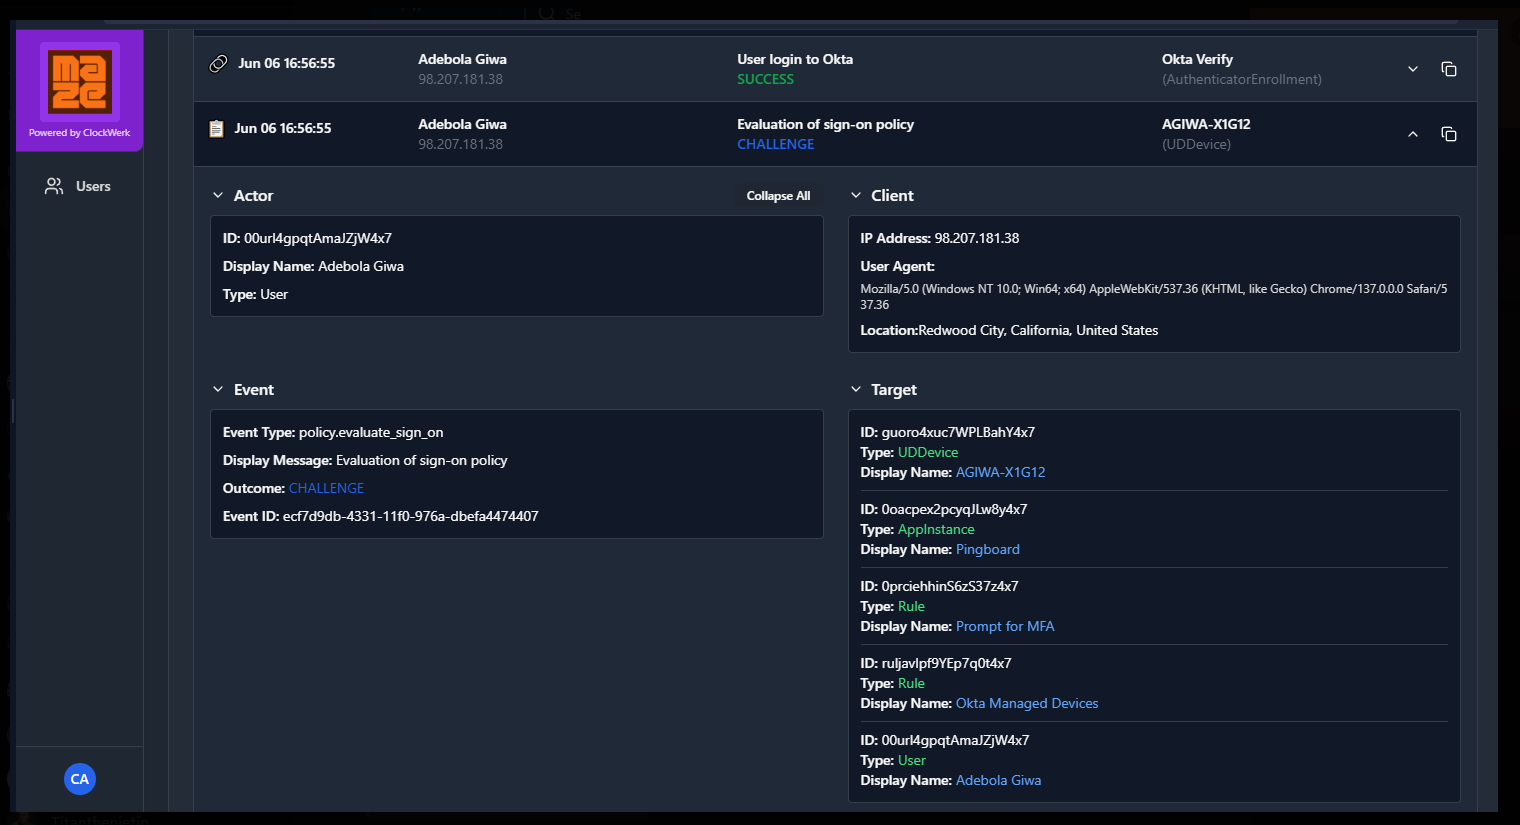 Se
maze
Powered by ClockWerk
Users
Jun 06 16:56:55
Adebola Giwa
98.207.181.38
User login to Okta
SUCCESS
Okta Verify
(AuthenticatorEnrollment)
Jun 06 16:56:55
Adebola Giwa
98.207.181.38
Evaluation of sign-on policy
CHALLENGE
AGIWA-X1G12
(UDDevice)
Actor
Collapse All
ID: 00url4gpqtAmaJZjW4x7
Display Name: Adebola Giwa
Type: User
Client
IP Address: 98.207.181.38
User Agent:
Mozilla/5.0 (Windows NT 10.0; Win64; x64) AppleWebKit/537.36 (KHTML, like Gecko) Chrome/137.0.0.0 Safari/5
37.36
Location:Redwood City, California, United States
Event
Event Type: policy.evaluate_sign_on
Display Message: Evaluation of sign-on policy
Outcome: CHALLENGE
Event ID: ecf7d9db-4331-11f0-976a-dbefa4474407
Target
ID: guoro4xuc7WPLBahY4x7
Type: UDDevice
Display Name: AGIWA-X1G12
ID: 0oacpex2pcyqJLw8y4x7
Type: AppInstance
Display Name: Pingboard
ID: 0prciehhinS6zS37z4x7
Type: Rule
Display Name: Prompt for MFA
ID: ruljavlpf9YEp7q0t4x7
Type: Rule
Display Name: Okta Managed Devices
ID: 00url4gpqtAmaJZjW4x7
Type: User
Display Name: Adebola Giwa
CA